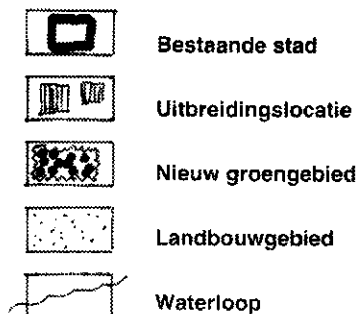 Bestaande stad
Uitbreidingslocatie
Nieuw groengebied
Landbouwgebied
Waterloop